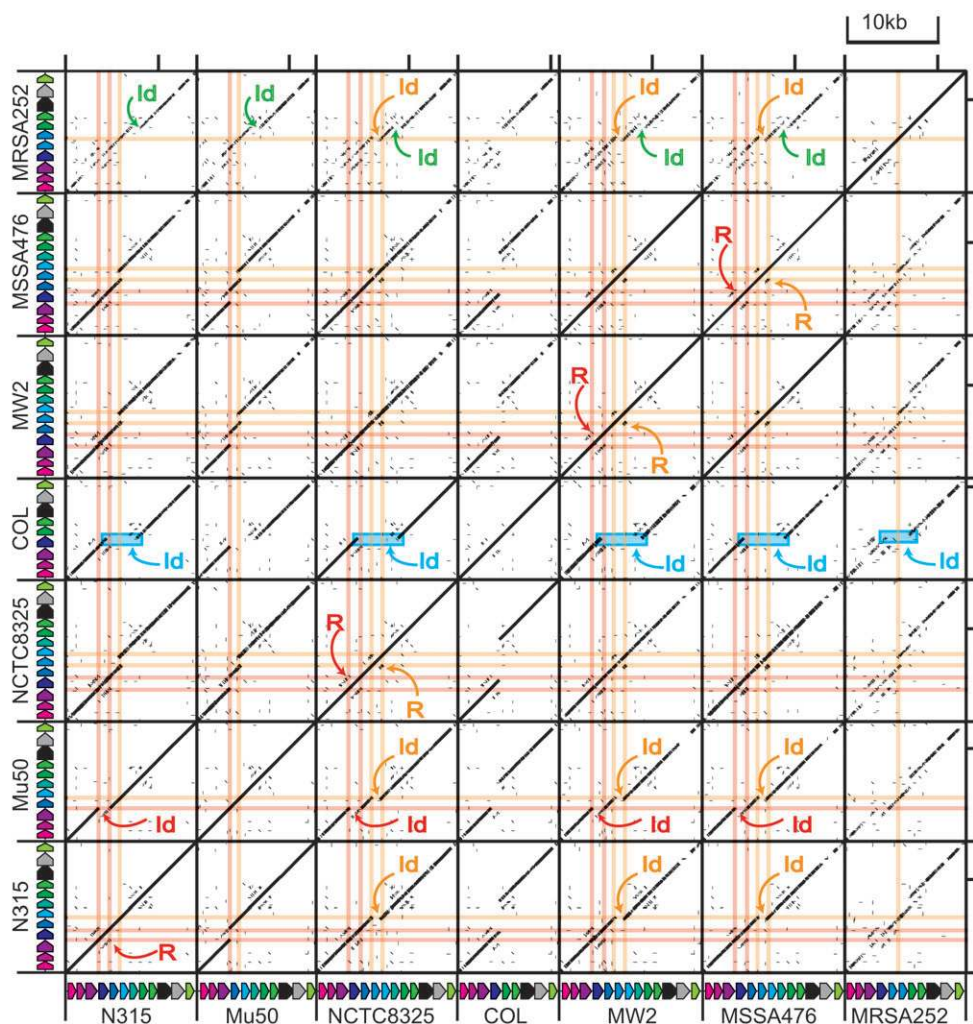 10kb
MRSA252
Id Id Id Id Id
Id Id Id
MSSA476
R
R
MW2
R
R
COL
Id Id Id Id Id
NCTC8325
R
R
Mu50
Id Id Id
Id Id Id Id
N315
Id Id Id
R
N315 Mu50 NCTC8325 COL MW2 MSSA476 MRSA252